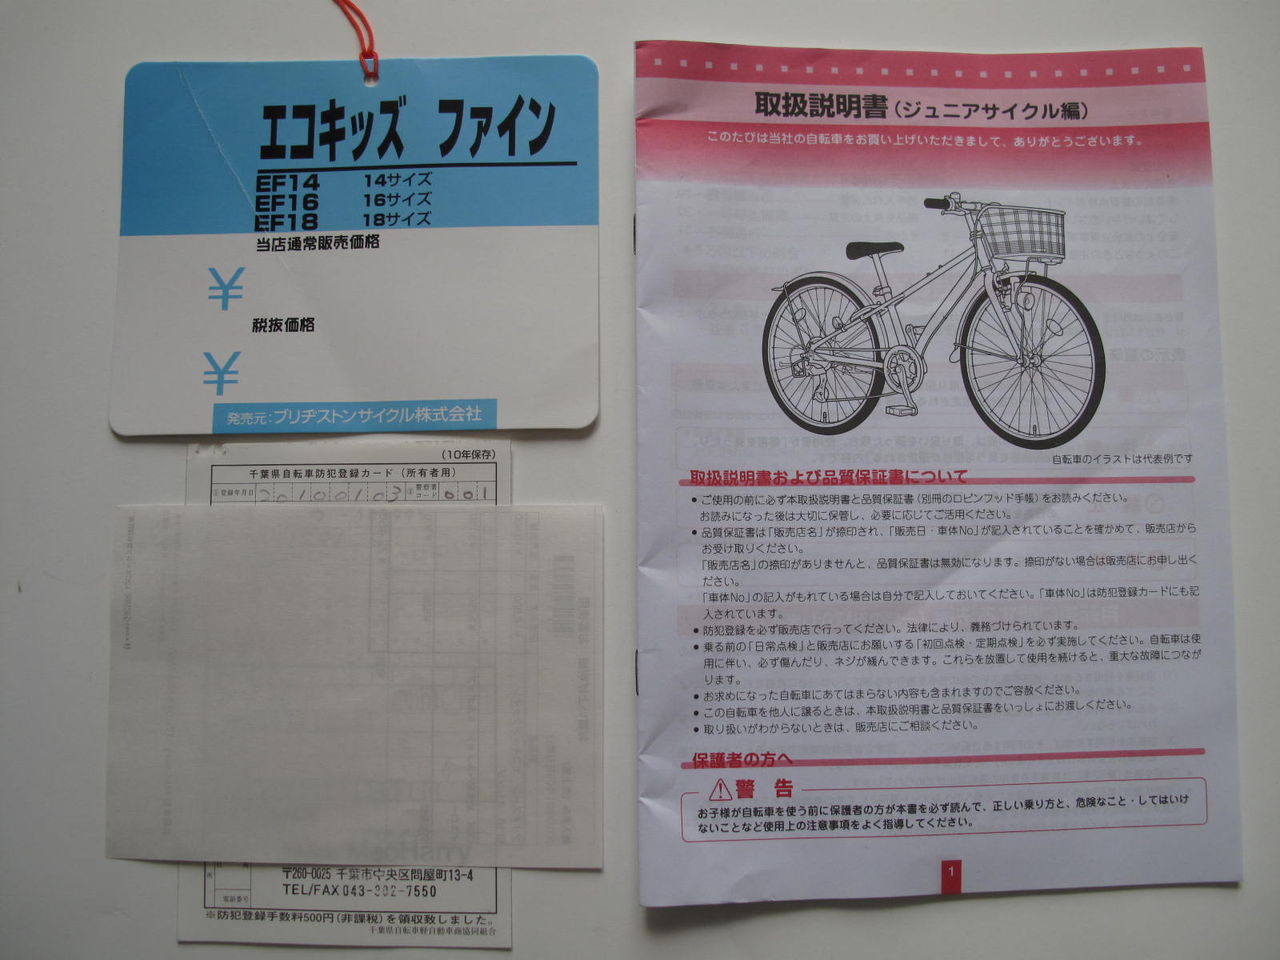 エコキッズ ファイン
EF14 14サイズ
EF16 16サイズ
EF18 18サイズ
当店通常販売価格
¥
税抜価格
¥
発売元:ブリヂストンサイクル株式会社
(10年保存)
千葉県自転車防犯登録カード(所有者用)
登録年月日 20100103 警察署コード 001
〒260-0025 千葉市中央区問屋町13-4
TEL/FAX 043-302-7550
電話番号
※防犯登録手数料500円(非課税)を領収致しました。
千葉県自転車軽自動車商協同組合
取扱説明書(ジュニアサイクル編)
このたびは当社の自転車をお買い上げいただきまして、ありがとうございます。
自転車のイラストは代表例です
取扱説明書および品質保証書について
●ご使用の前に必ず本取扱説明書と品質保証書(別冊のロビンフッド手帳)をお読みください。
お読みになった後は大切に保管し、必要に応じてご活用ください。
●品質保証書は「販売店名」が捺印され、「販売日・車体No」が記入されていることを確かめて、販売店から
お受け取りください。
「販売店名」の捺印がありませんと、品質保証書は無効になります。捺印がない場合は販売店にお申し出く
ださい。
「車体No」の記入がもれている場合は自分で記入しておいてください。「車体No」は防犯登録カードにも記
入されています。
●防犯登録を必ず販売店で行ってください。法律により、義務づけられています。
●乗る前の「日常点検」と販売店にお願いする「初回点検・定期点検」を必ず実施してください。自転車は使
用に伴い、必ず傷んだり、ネジが緩んできます。これらを放置して使用を続けると、重大な故障につなが
ります。
●お求めになった自転車にあてはまらない内容も含まれますのでご容赦ください。
●この自転車を他人に譲るときは、本取扱説明書と品質保証書をいっしょにお渡しください。
●取り扱いがわからないときは、販売店にご相談ください。
保護者の方へ
警 告
お子様が自転車を使う前に保護者の方が本書を必ず読んで、正しい乗り方と、危険なこと・してはいけ
ないことなど使用上の注意事項をよく指導してください。
1